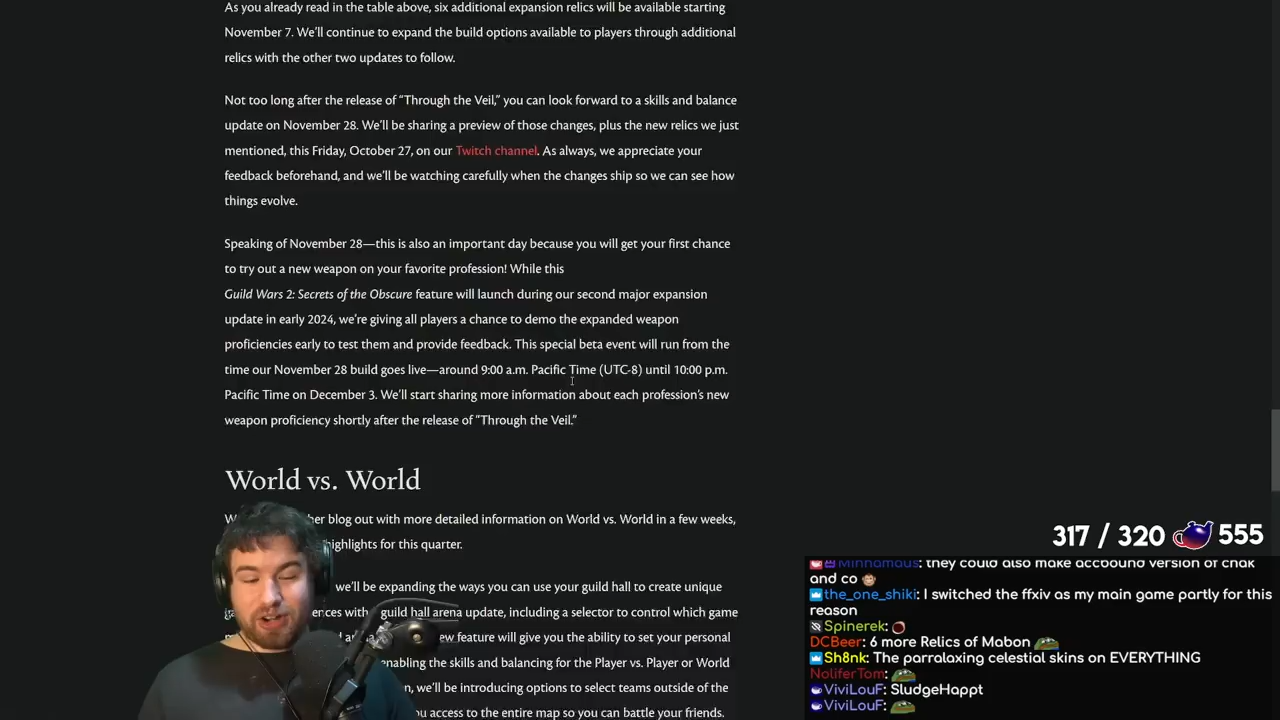 As you already read in the table above, six additional expansion relics will be available starting
November 7. We'll continue to expand the build options available to players through additional
relics with the other two updates to follow.
Not too long after the release of “Through the Veil,” you can look forward to a skills and balance
update on November 28. We'll be sharing a preview of those changes, plus the new relics we just
mentioned, this Friday, October 27, on our Twitch channel. As always, we appreciate your
feedback beforehand, and we'll be watching carefully when the changes ship so we can see how
things evolve.
Speaking of November 28—this is also an important day because you will get your first chance
to try out a new weapon on your favorite profession! While this
Guild Wars 2: Secrets of the Obscure feature will launch during our second major expansion
update in early 2024, we're giving all players a chance to demo the expanded weapon
proficiencies early to test them and provide feedback. This special beta event will run from the
time our November 28 build goes live—around 9:00 a.m. Pacific Time (UTC-8) until 10:00 p.m.
Pacific Time on December 3. We'll start sharing more information about each profession's new
weapon proficiency shortly after the release of “Through the Veil.”
World vs. World
blog out with more detailed information on World vs. World in a few weeks,
highlights for this quarter.
we'll be expanding the ways you can use your guild hall to create unique
guild hall arena update, including a selector to control which game
feature will give you the ability to set your personal
enabling the skills and balancing for the Player vs. Player or World
we'll be introducing options to select teams outside of the
access to the entire map so you can battle your friends.
317 / 320 555
Minnamaus: they could also make accbound version of chak
and co
the_one_shiki: I switched the ffxiv as my main game partly for this
reason
Spinerek:
DCBeer: 6 more Relics of Mabon
Sh8nk: The parralaxing celestial skins on EVERYTHING
NoliferTom:
ViviLouF: SludgeHappt
ViviLouF: